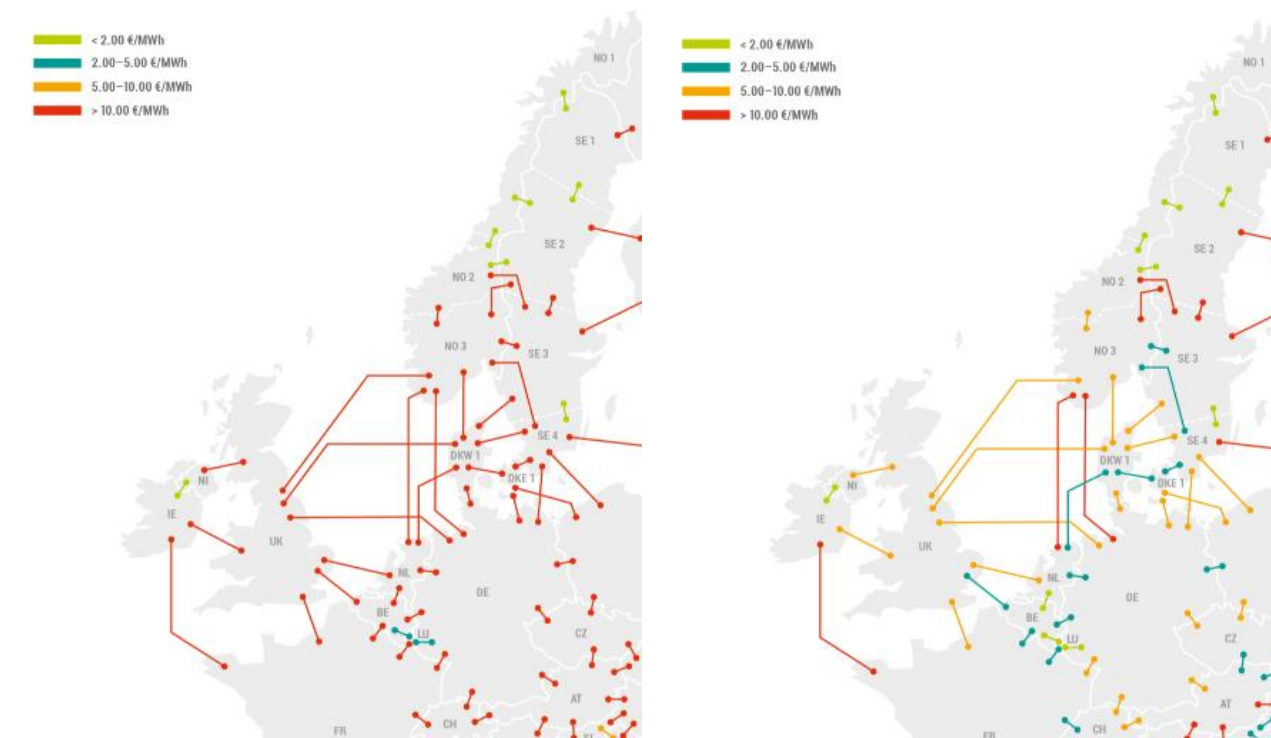 < 2.00 €/MWh
2.00–5.00 €/MWh
5.00–10.00 €/MWh
> 10.00 €/MWh
NO 1
SE 1
SE 2
NO 2
NO 3
SE 3
SE 4
DKW 1
DKE 1
NI
IE
UK
NL
DE
BE
LU
CZ
AT
CH
FR
< 2.00 €/MWh
2.00–5.00 €/MWh
5.00–10.00 €/MWh
> 10.00 €/MWh
NO 1
SE 1
SE 2
NO 2
NO 3
SE 3
SE 4
DKW 1
DKE 1
NI
IE
UK
NL
DE
BE
LU
CZ
AT
CH